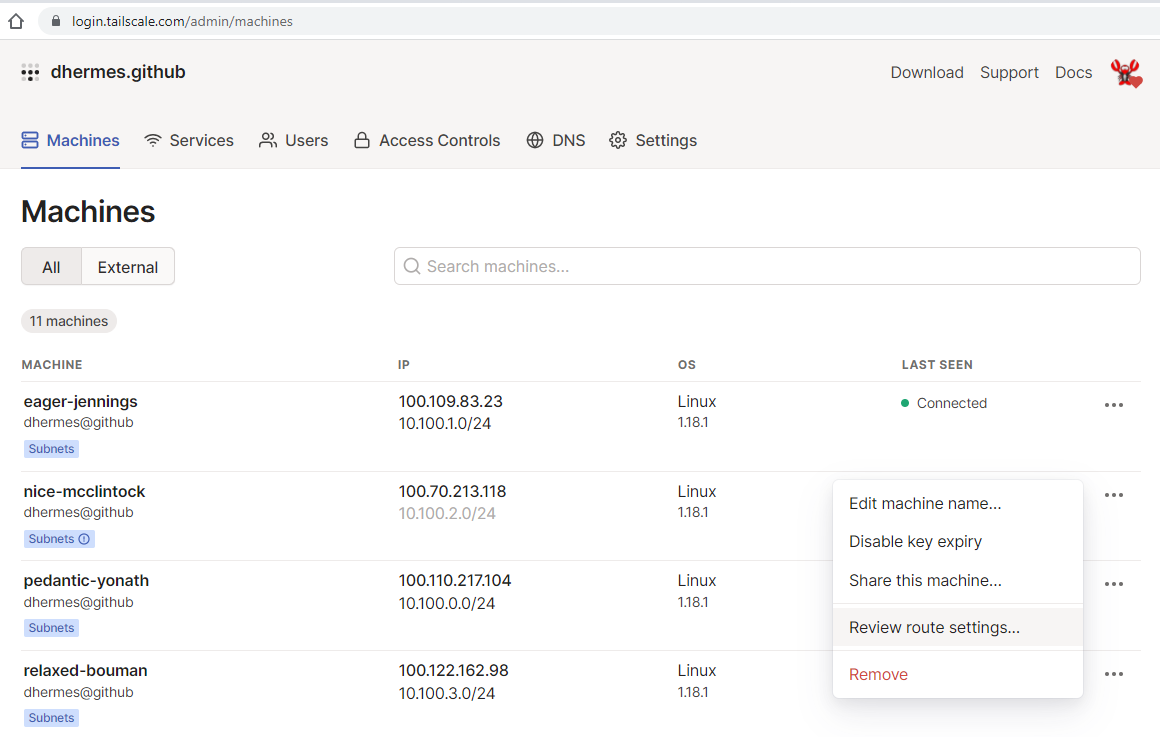 login.tailscale.com/admin/machines
dhermes.github
Download Support Docs
Machines Services Users Access Controls DNS Settings
Machines
All External Search machines...
11 machines
MACHINE IP OS LAST SEEN
eager-jennings 100.109.83.23 Linux Connected
dhermes@github 10.100.1.0/24 1.18.1
Subnets
nice-mcclintock 100.70.213.118 Linux
dhermes@github 10.100.2.0/24 1.18.1
Subnets
pedantic-yonath 100.110.217.104 Linux
dhermes@github 10.100.0.0/24 1.18.1
Subnets
relaxed-bouman 100.122.162.98 Linux
dhermes@github 10.100.3.0/24 1.18.1
Subnets
Edit machine name...
Disable key expiry
Share this machine...
Review route settings...
Remove